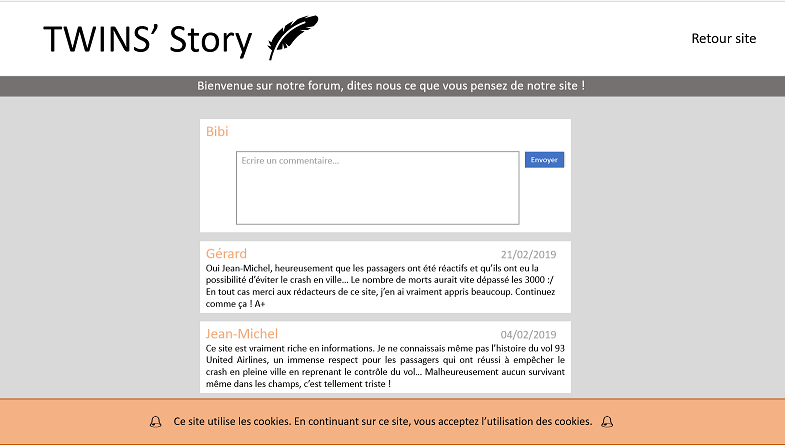 TWINS’ Story
Retour site
Bienvenue sur notre forum, dites nous ce que vous pensez de notre site !
Bibi
Ecrire un commentaire...
Envoyer
Gérard
21/02/2019
Oui Jean-Michel, heureusement que les passagers ont été réactifs et qu’ils ont eu la
possibilité d’éviter le crash en ville... Le nombre de morts aurait vite dépassé les 3000 :/
En tout cas merci aux rédacteurs de ce site, j’en ai vraiment appris beaucoup. Continuez
comme ça ! A+
Jean-Michel
04/02/2019
Ce site est vraiment riche en informations. Je ne connaissais même pas l’histoire du vol 93
United Airlines, un immense respect pour les passagers qui ont réussi à empêcher le
crash en pleine ville en reprenant le contrôle du vol... Malheureusement aucun survivant
même dans les champs, c’est tellement triste !
Ce site utilise les cookies. En continuant sur ce site, vous acceptez l’utilisation des cookies.